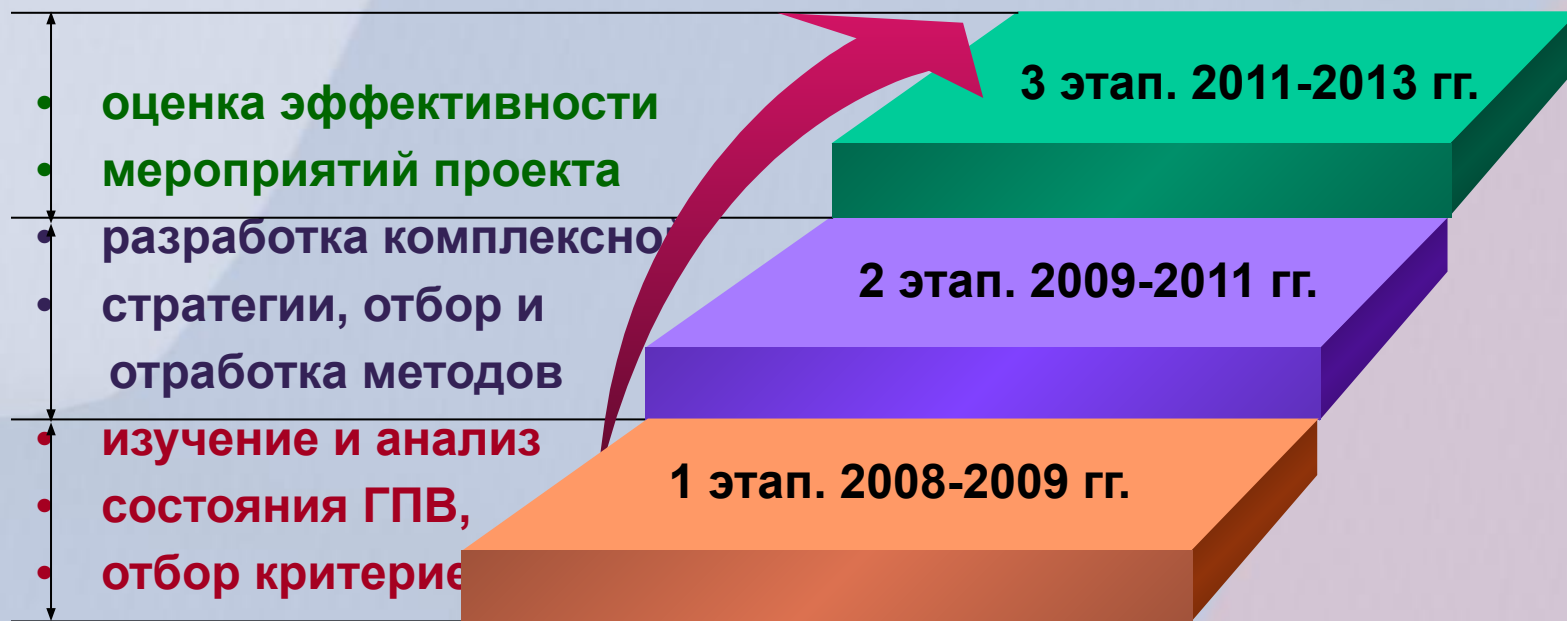 • оценка эффективности
• мероприятий проекта
• разработка комплексной
• стратегии, отбор и
отработка методов
• изучение и анализ
• состояния ГПВ,
• отбор критерие
3 этап. 2011-2013 гг.
2 этап. 2009-2011 гг.
1 этап. 2008-2009 гг.